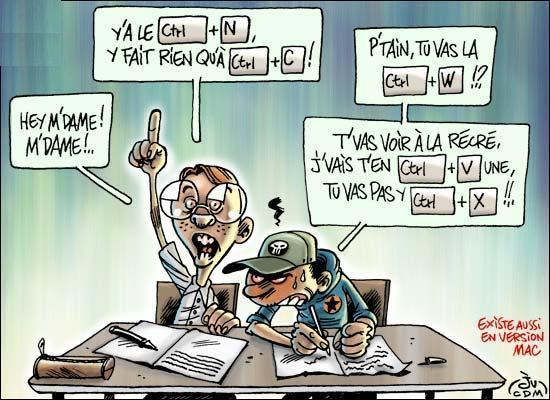 HEY M'DAME!
M'DAME!..
Y'A LE Ctrl + N,
Y FAIT RIEN QU'À Ctrl + C !
P'TAIN, TU VAS LA
Ctrl + W !?
T'VAS VOIR À LA RÉCRÉ,
J'VAIS T'EN Ctrl + V UNE,
TU VAS PAS Y Ctrl + X !!
EXISTE AUSSI
EN VERSION
MAC
JU
CDM